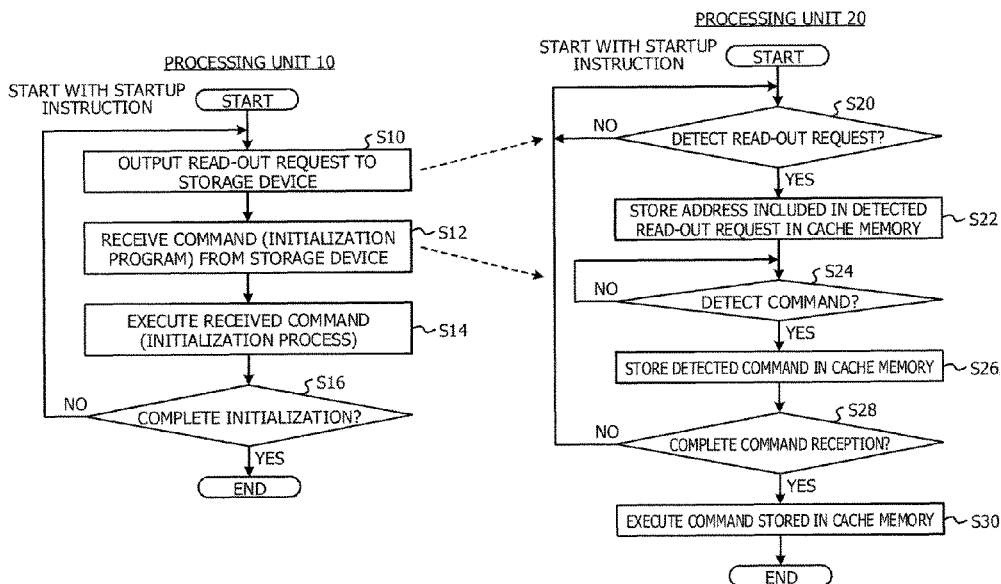 PROCESSING UNIT 10
START WITH STARTUP
INSTRUCTION
START
S10
OUTPUT READ-OUT REQUEST TO
STORAGE DEVICE
S12
RECEIVE COMMAND (INITIALIZATION
PROGRAM) FROM STORAGE DEVICE
EXECUTE RECEIVED COMMAND
(INITIALIZATION PROCESS)
S14
S16
NO
COMPLETE INITIALIZATION?
YES
END
PROCESSING UNIT 20
START WITH STARTUP
INSTRUCTION
START
S20
NO
DETECT READ-OUT REQUEST?
YES
STORE ADDRESS INCLUDED IN DETECTED
READ-OUT REQUEST IN CACHE MEMORY
S22
S24
NO
DETECT COMMAND?
YES
STORE DETECTED COMMAND IN CACHE MEMORY
S26
S28
NO
COMPLETE COMMAND RECEPTION?
YES
EXECUTE COMMAND STORED IN CACHE MEMORY
S30
END